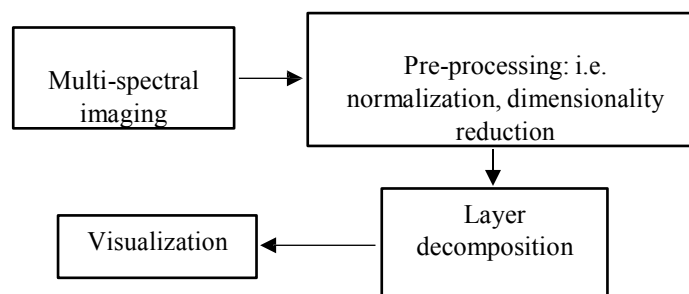 Multi-spectral
imaging
Pre-processing: i.e.
normalization, dimensionality
reduction
Layer
decomposition
Visualization